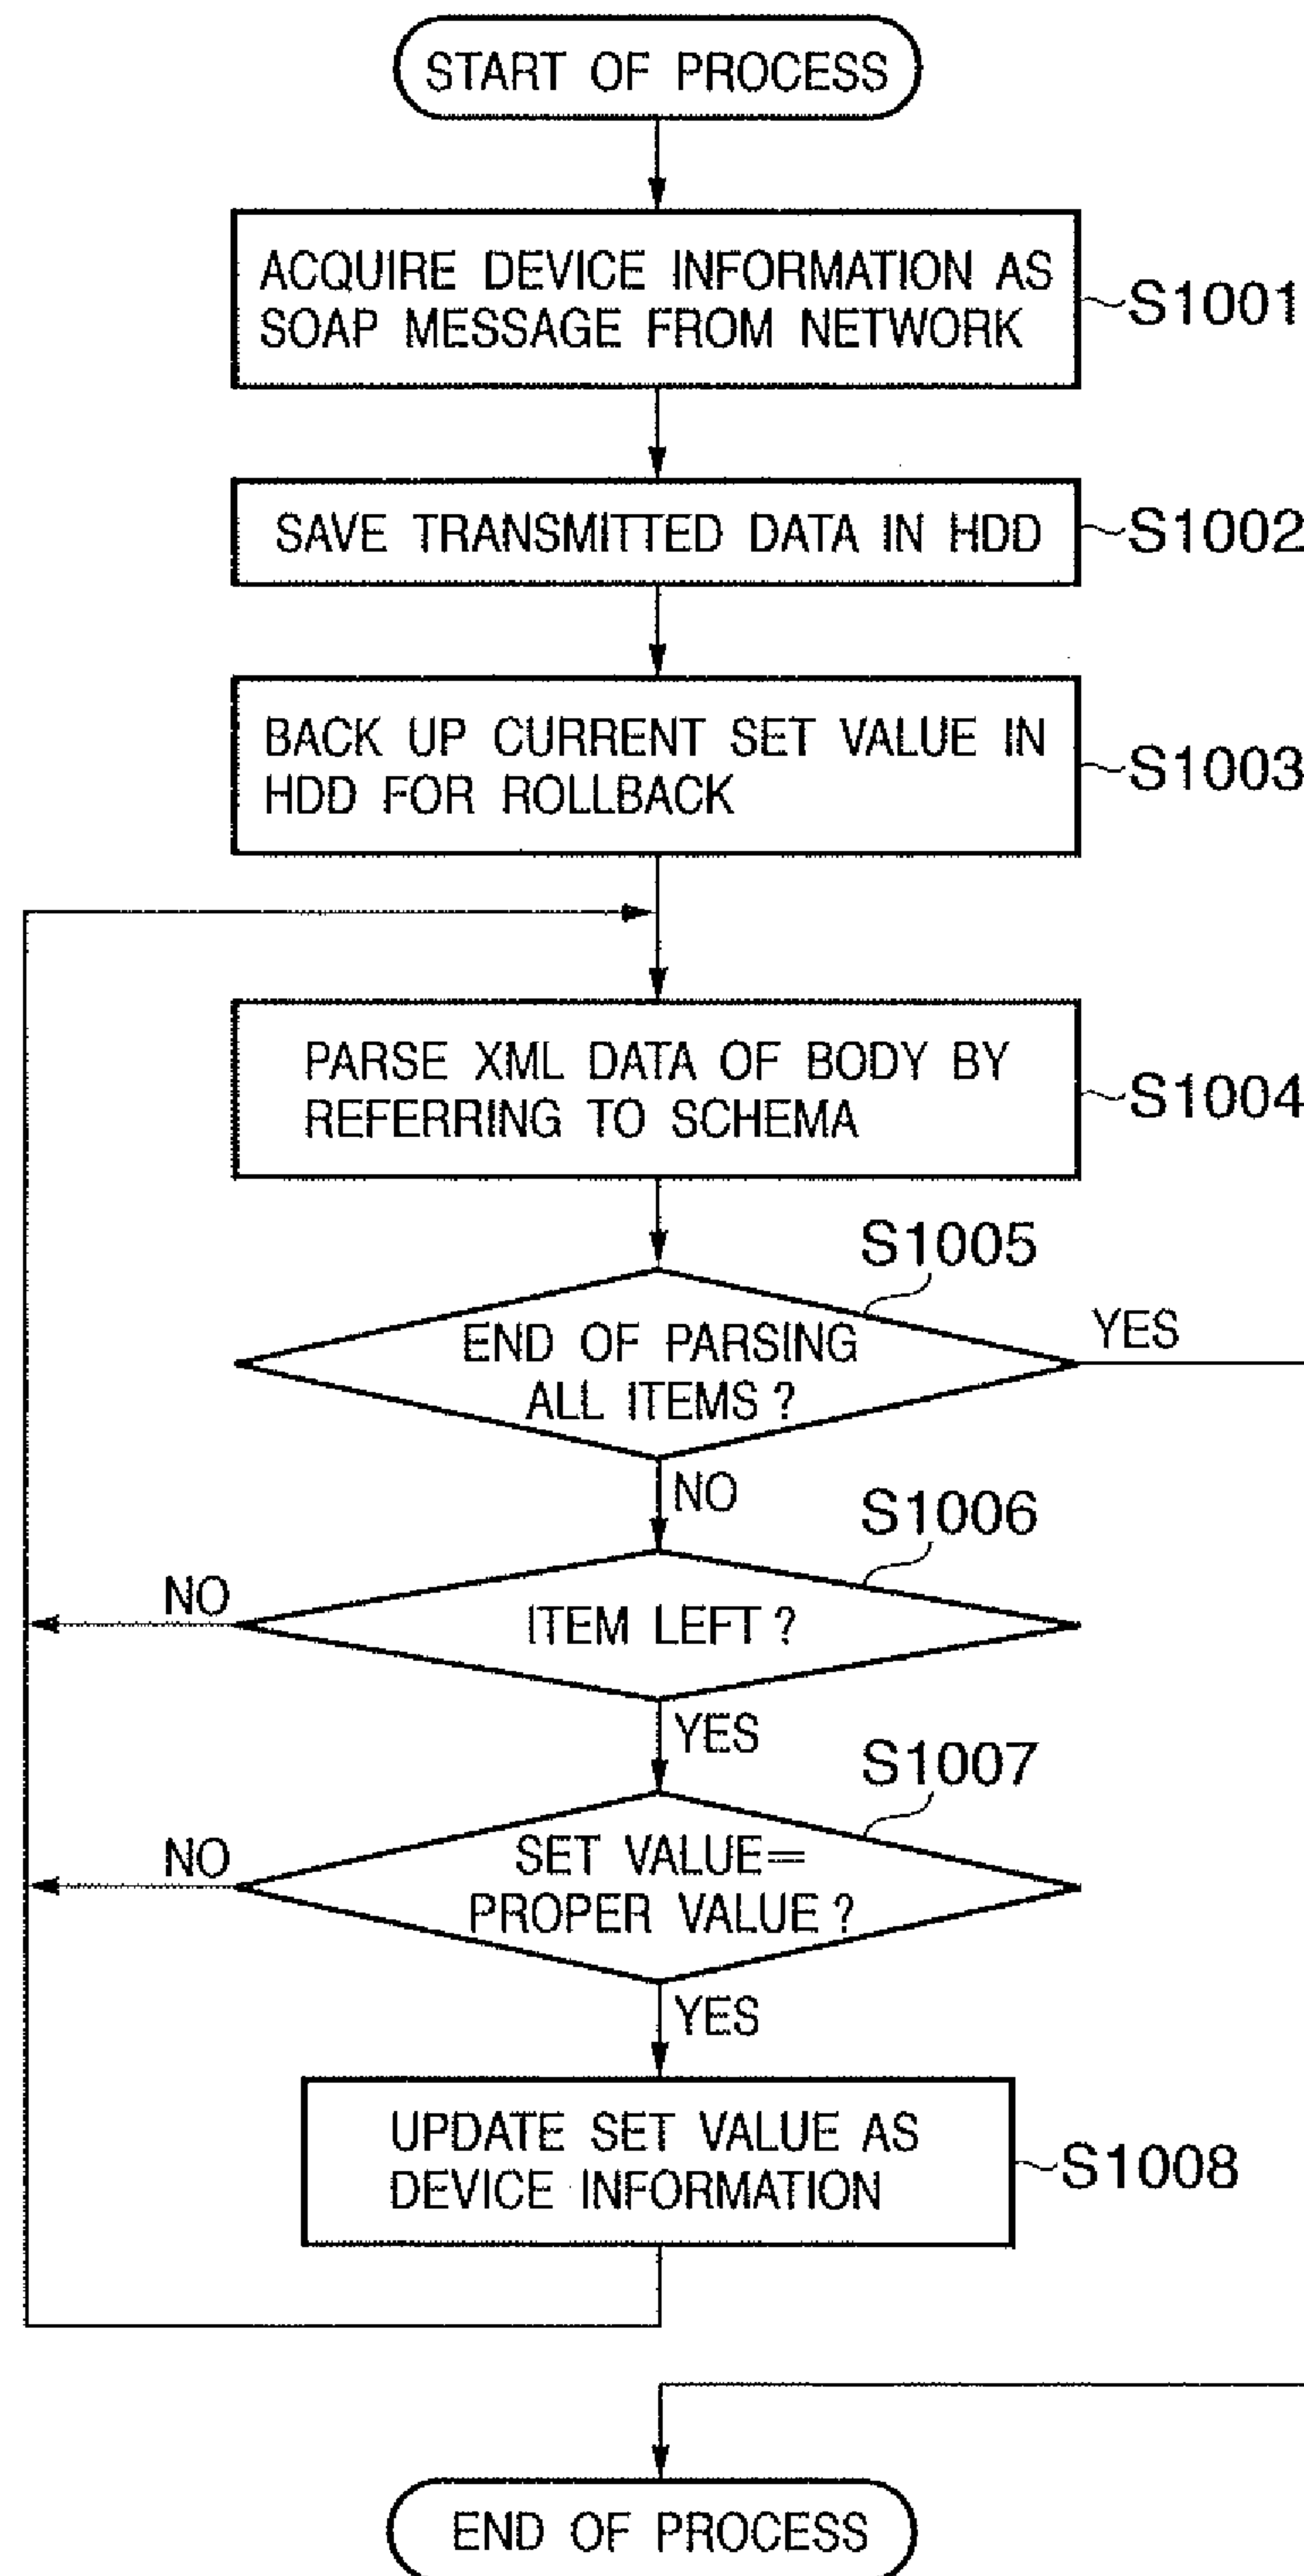 START OF PROCESS
ACQUIRE DEVICE INFORMATION AS
SOAP MESSAGE FROM NETWORK
S1001
SAVE TRANSMITTED DATA IN HDD
S1002
BACK UP CURRENT SET VALUE IN
HDD FOR ROLLBACK
S1003
PARSE XML DATA OF BODY BY
REFERRING TO SCHEMA
S1004
S1005
END OF PARSING
ALL ITEMS ?
YES
NO
S1006
ITEM LEFT ?
NO
YES
S1007
SET VALUE=
PROPER VALUE ?
NO
YES
UPDATE SET VALUE AS
DEVICE INFORMATION
S1008
END OF PROCESS